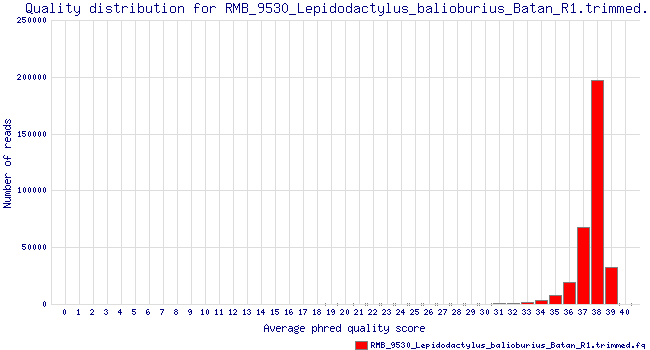 Quality distribution for RMB_9530_Lepidodactylus_balioburius_Batan_R1.trimmed.
250000
200000
150000
100000
50000
0
Number of reads
0 1 2 3 4 5 6 7 8 9 10 11 12 13 14 15 16 17 18 19 20 21 22 23 24 25 26 27 28 29 30 31 32 33 34 35 36 37 38 39 40
Average phred quality score
RMB_9530_Lepidodactylus_balioburius_Batan_R1.trimmed.fq